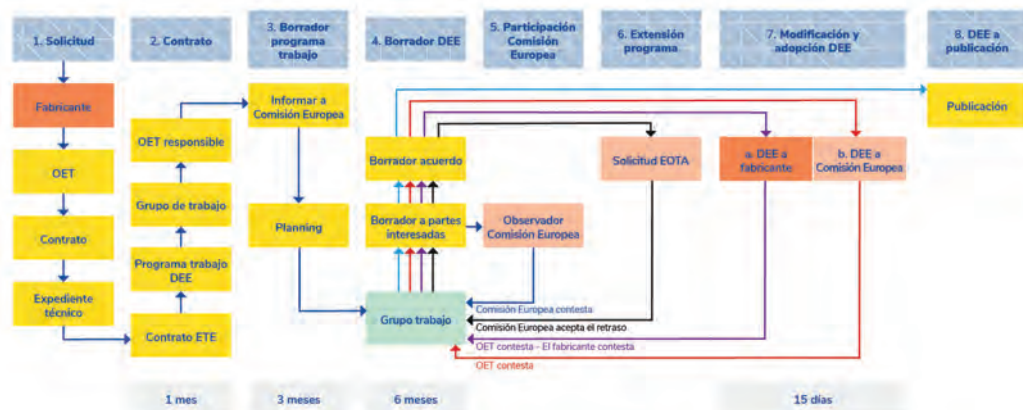 1. Solicitud
2. Contrato
3. Borrador
programa
trabajo
4. Borrador DEE
5. Participación
Comisión
Europea
6. Extensión
programa
7. Modificación y
adopción DEE
8. DEE a
publicación
Fabricante
OET
Contrato
Expediente
técnico
OET responsible
Grupo de trabajo
Programa trabajo
DEE
Contrato ETE
Informar a
Comisión Europea
Planning
Borrador acuerdo
Borrador a partes
interesadas
Grupo trabajo
Observador
Comisión Europea
Solicitud EOTA
a. DEE a
fabricante
b. DEE a
Comisión Europea
Publicación
Comisión Europea contesta
Comisión Europea acepta el retraso
OET contesta - El fabricante contesta
OET contesta
1 mes
3 meses
6 meses
15 días